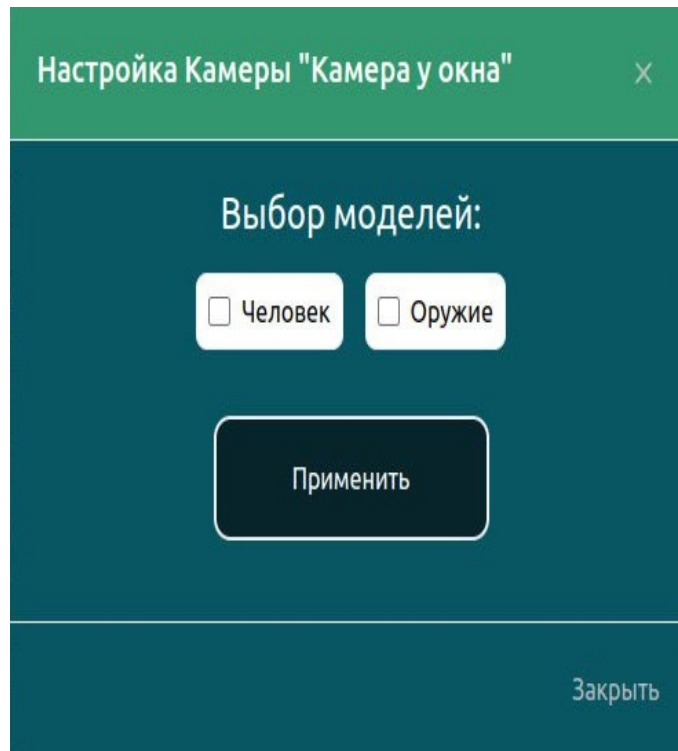 Настройка Камеры "Камера у окна" ×
Выбор моделей:
Человек Оружие
Применить
Закрыть